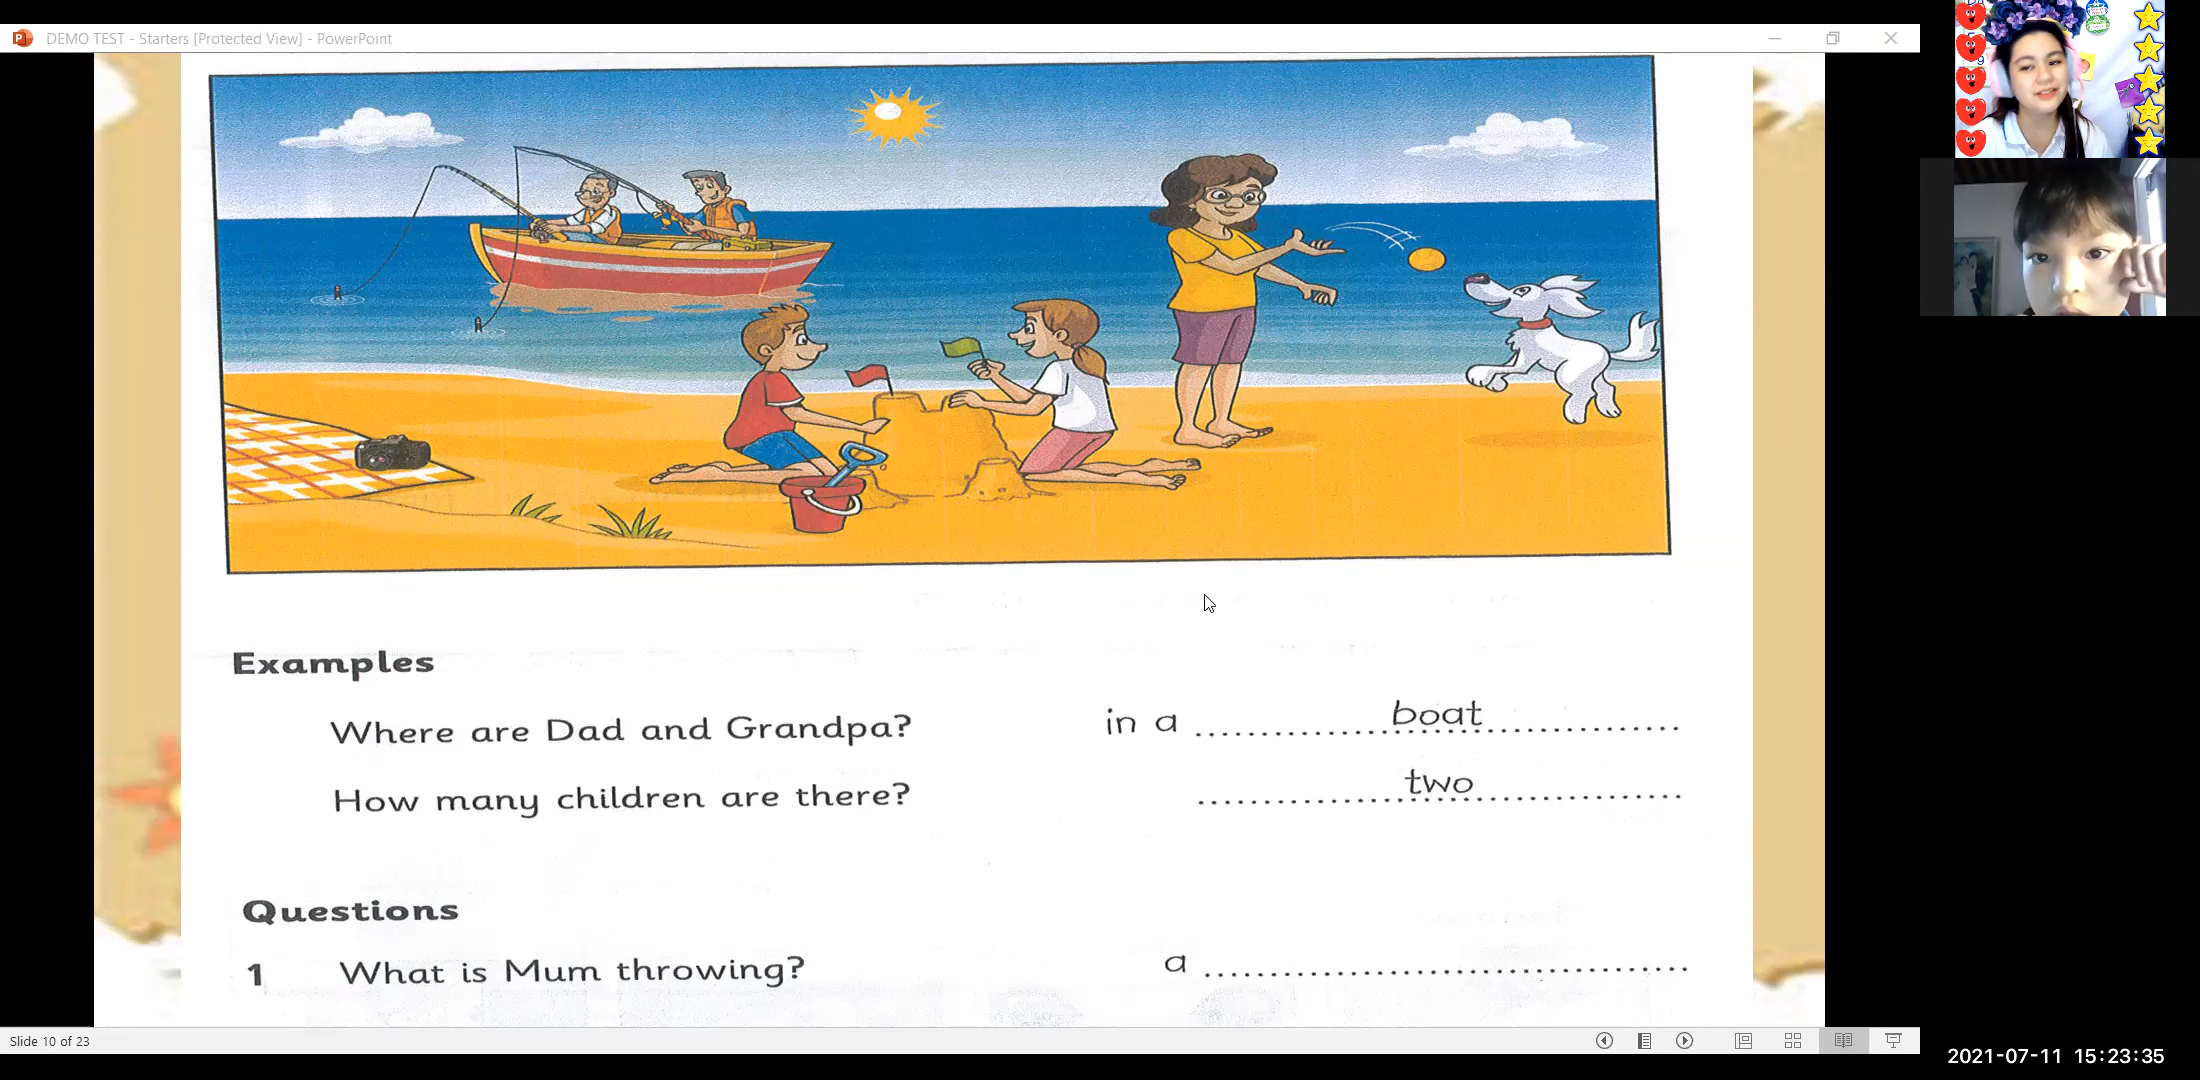 DEMO TEST - Starters [Protected View] - PowerPoint
Examples
Where are Dad and Grandpa? in a boat
How many children are there? two
Questions
1 What is Mum throwing? a
Slide 10 of 23
2021-07-11 15:23:35